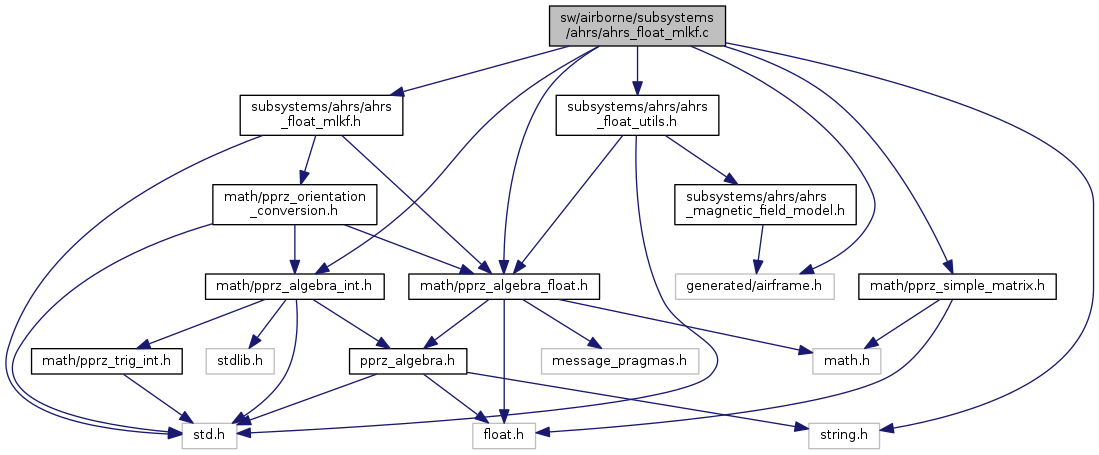 sw/airborne/subsystems
/ahrs/ahrs_float_mlkf.c
subsystems/ahrs/ahrs
_float_mlkf.h
subsystems/ahrs/ahrs
_float_utils.h
math/pprz_orientation
_conversion.h
subsystems/ahrs/ahrs
_magnetic_field_model.h
math/pprz_algebra_int.h
math/pprz_algebra_float.h
generated/airframe.h
math/pprz_simple_matrix.h
math/pprz_trig_int.h
stdlib.h
pprz_algebra.h
message_pragmas.h
math.h
std.h
float.h
string.h